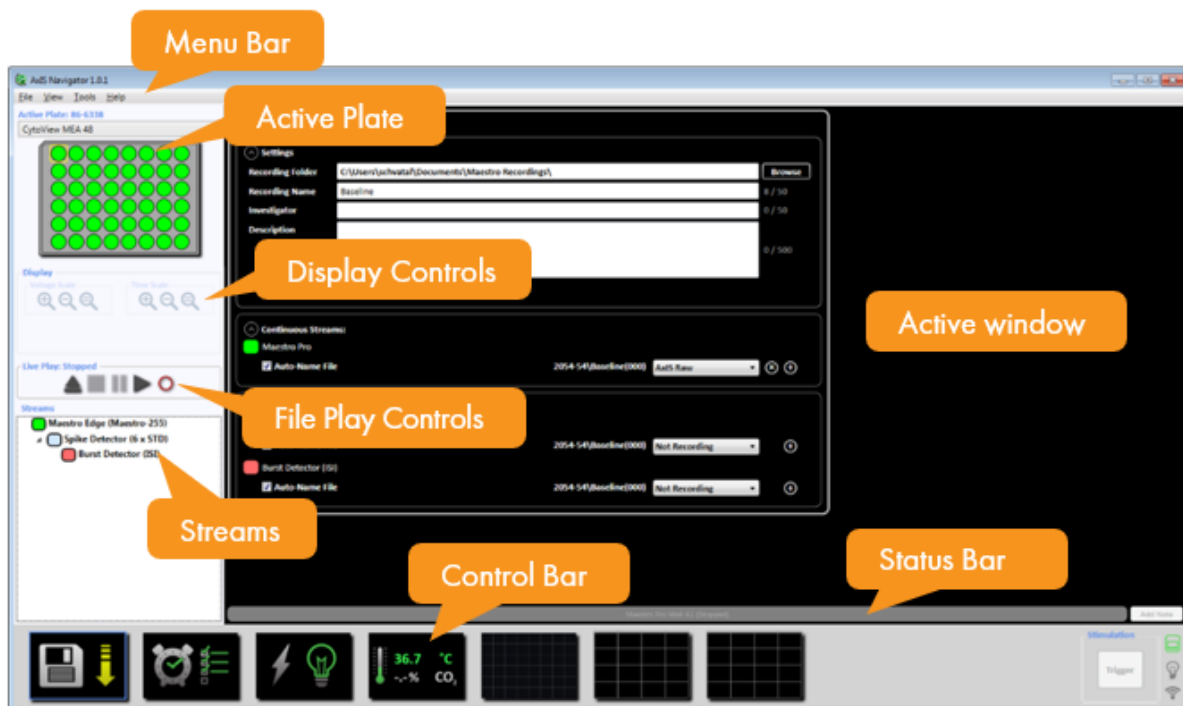 Menu Bar
AxIS Navigator 1.0.1
File View Tools Help
Active Plate: 86-6338
CytoView MEA 48
Active Plate
Settings
Recording Folder C:\Users\schvatal\Documents\Maestro Recordings\ Browse
Recording Name Baseline 8 / 50
Investigator 0 / 50
Description
0 / 500
Display
Voltage Scale Time Scale
Display Controls
Active window
Continuous Streams:
Maestro Pro
Auto-Name File 2054-54\Baseline(000) AxIS Raw
Live Play: Stopped
File Play Controls
Streams
Maestro Edge (Maestro-255)
Spike Detector (6 x STD)
Burst Detector (ISI)
2054-54\Baseline(000) Not Recording
Burst Detector (ISI)
Auto-Name File 2054-54\Baseline(000) Not Recording
Streams
Control Bar
Status Bar
Add Note
36.7 °C
-.-% CO2
Stimulation
Trigger